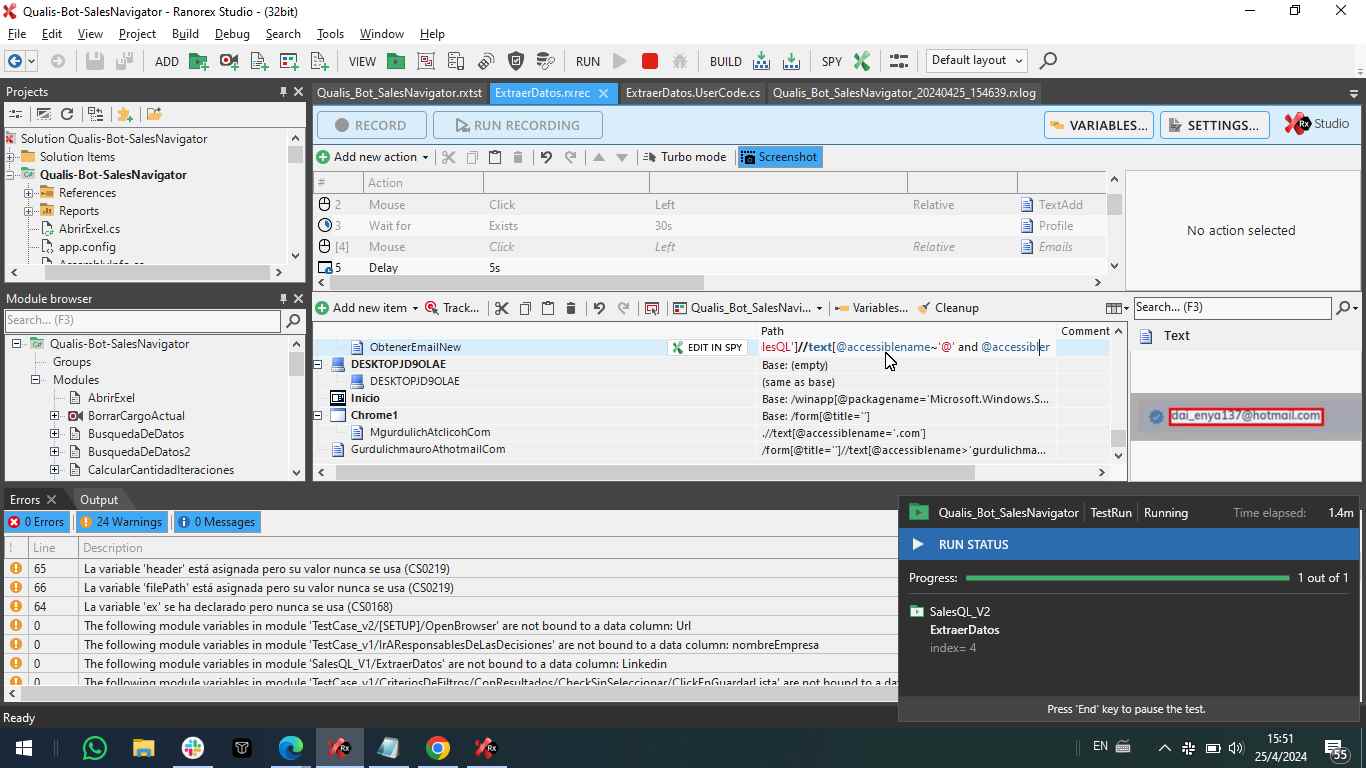 Qualis-Bot-SalesNavigator - Ranorex Studio - (32bit)
File Edit View Project Build Debug Search Tools Window Help
ADD VIEW RUN BUILD SPY Default layout
Projects
Solution Qualis-Bot-SalesNavigator
Solution Items
Qualis-Bot-SalesNavigator
References
Reports
AbrirExel.cs
app.config
AssemblyInfo.cs
Module browser
Search... (F3)
Qualis-Bot-SalesNavigator
Groups
Modules
AbrirExel
BorrarCargoActual
BusquedaDeDatos
BusquedaDeDatos2
CalcularCantidadIteraciones
Qualis_Bot_SalesNavigator.rxtst ExtraerDatos.rxrec ExtraerDatos.UserCode.cs Qualis_Bot_SalesNavigator_20240425_154639.rxlog
RECORD RUN RECORDING VARIABLES... SETTINGS... Rx Studio
Add new action Turbo mode Screenshot
# Action
2 Mouse Click Left Relative TextAdd
3 Wait for Exists 30s Profile
[4] Mouse Click Left Relative Emails
5 Delay 5s
No action selected
Add new item Track... Qualis_Bot_SalesNavi... Variables... Cleanup Search... (F3)
Path Comment
ObtenerEmailNew EDIT IN SPY lesQL']//text[@accessiblename~'@' and @accessibler
DESKTOPJD9OLAE Base: (empty)
DESKTOPJD9OLAE (same as base)
Inicio Base: /winapp[@packagename='Microsoft.Windows.S...
Chrome1 Base: /form[@title='']
MgurdulichAtclicohCom .//text[@accessiblename='.com']
GurdulichmauroAthotmailCom /form[@title='']//text[@accessiblename>'gurdulichma...
Text
dai_enya137@hotmail.com
Errors Output
0 Errors 24 Warnings 0 Messages
! Line Description
65 La variable 'header' está asignada pero su valor nunca se usa (CS0219)
66 La variable 'filePath' está asignada pero su valor nunca se usa (CS0219)
64 La variable 'ex' se ha declarado pero nunca se usa (CS0168)
0 The following module variables in module 'TestCase_v2/[SETUP]/OpenBrowser' are not bound to a data column: Url
0 The following module variables in module 'TestCase_v1/IrAResponsablesDeLasDecisiones' are not bound to a data column: nombreEmpresa
0 The following module variables in module 'SalesQL_V1/ExtraerDatos' are not bound to a data column: Linkedin
0 The following module variables in module 'TestCase_v1/CriteriosDeFiltros/ConResultados/CheckSinSeleccionar/ClickEnGuardarLista' are not bound to a data
Qualis_Bot_SalesNavigator TestRun Running Time elapsed: 1.4m
RUN STATUS
Progress: 1 out of 1
SalesQL_V2
ExtraerDatos
index= 4
Press 'End' key to pause the test.
Ready
EN 15:51
25/4/2024
55